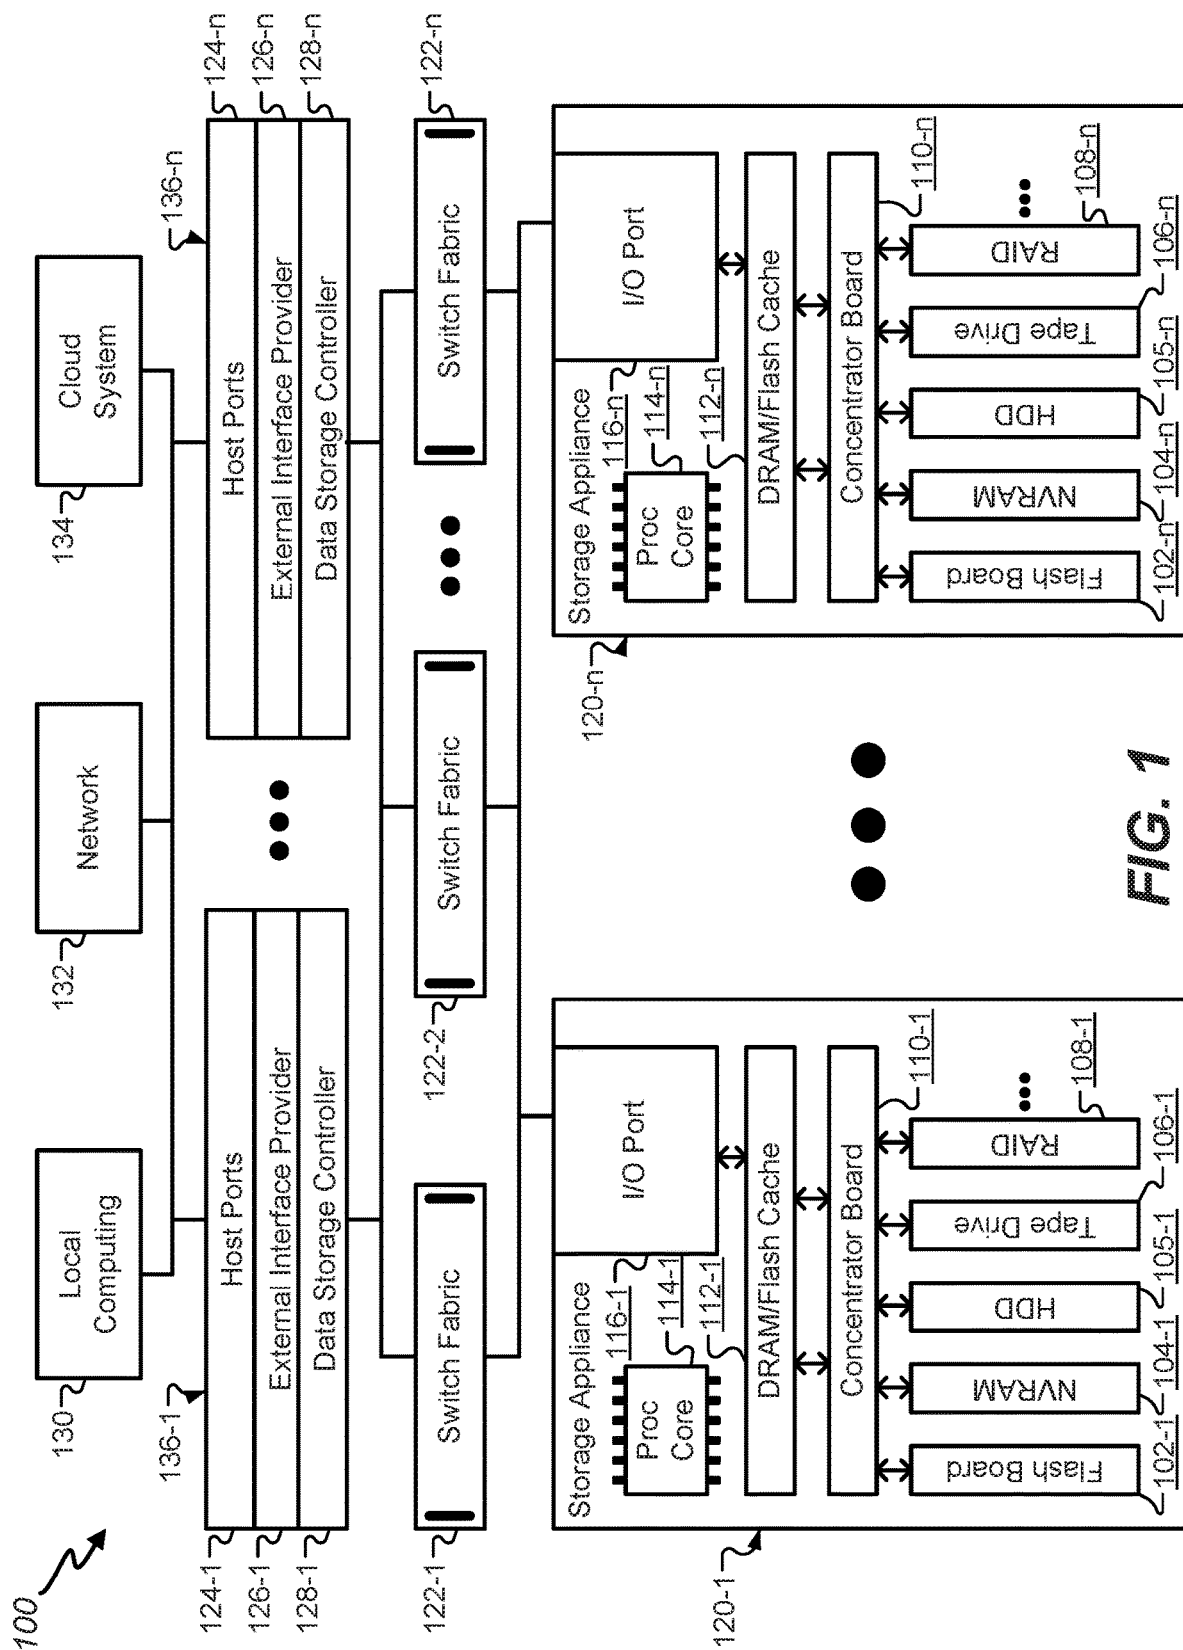 100
130
Local
Computing
132
Network
134
Cloud
System
136-1
136-n
124-1
Host Ports
126-1
External Interface Provider
128-1
Data Storage Controller
Host Ports
124-n
External Interface Provider
126-n
Data Storage Controller
128-n
122-1
Switch Fabric
122-2
Switch Fabric
Switch Fabric
122-n
120-1
Storage Appliance
116-1
I/O Port
Proc
Core
114-1
112-1
DRAM/Flash Cache
Concentrator Board
110-1
Flash Board
NVRAM
HDD
Tape Drive
RAID
102-1
104-1
105-1
106-1
108-1
120-n
Storage Appliance
116-n
I/O Port
Proc
Core
114-n
112-n
DRAM/Flash Cache
Concentrator Board
110-n
Flash Board
NVRAM
HDD
Tape Drive
RAID
102-n
104-n
105-n
106-n
108-n
FIG. 1